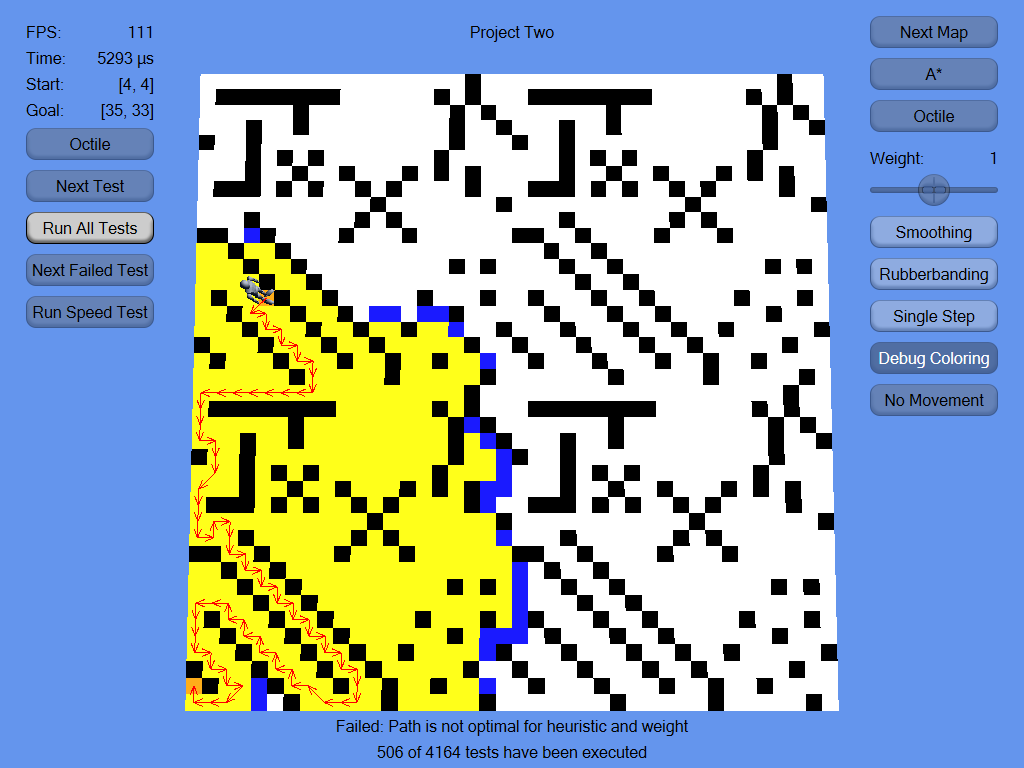 FPS: 111
Time: 5293 µs
Start: [4, 4]
Goal: [35, 33]
Octile
Next Test
Run All Tests
Next Failed Test
Run Speed Test
Project Two
Next Map
A*
Octile
Weight: 1
Smoothing
Rubberbanding
Single Step
Debug Coloring
No Movement
Failed: Path is not optimal for heuristic and weight
506 of 4164 tests have been executed